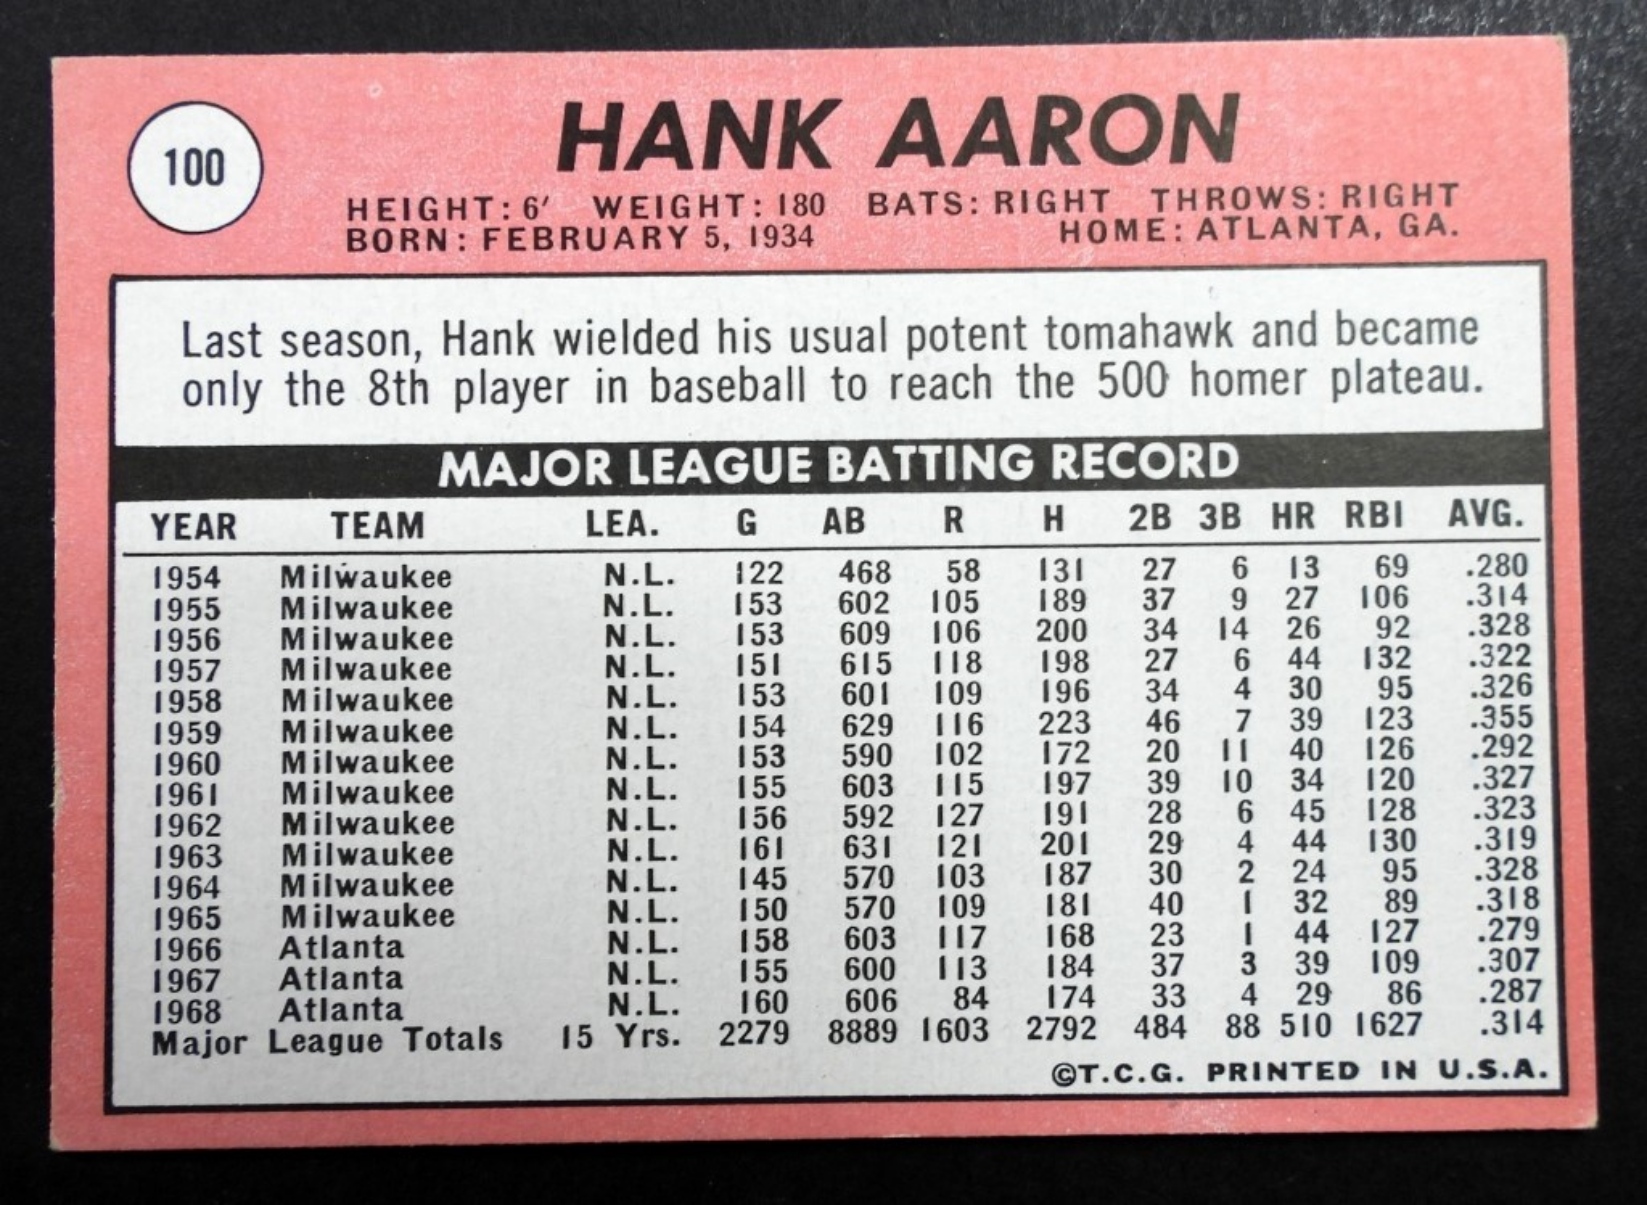 100
HANK AARON
HEIGHT: 6' WEIGHT: 180 BATS: RIGHT THROWS: RIGHT
BORN: FEBRUARY 5, 1934 HOME: ATLANTA, GA.
Last season, Hank wielded his usual potent tomahawk and became
only the 8th player in baseball to reach the 500 homer plateau.
MAJOR LEAGUE BATTING RECORD
YEAR TEAM LEA. G AB R H 2B 3B HR RBI AVG.
1954 Milwaukee N.L. 122 468 58 131 27 6 13 69 .280
1955 Milwaukee N.L. 153 602 105 189 37 9 27 106 .314
1956 Milwaukee N.L. 153 609 106 200 34 14 26 92 .328
1957 Milwaukee N.L. 151 615 118 198 27 6 44 132 .322
1958 Milwaukee N.L. 153 601 109 196 34 4 30 95 .326
1959 Milwaukee N.L. 154 629 116 223 46 7 39 123 .355
1960 Milwaukee N.L. 153 590 102 172 20 11 40 126 .292
1961 Milwaukee N.L. 155 603 115 197 39 10 34 120 .327
1962 Milwaukee N.L. 156 592 127 191 28 6 45 128 .323
1963 Milwaukee N.L. 161 631 121 201 29 4 44 130 .319
1964 Milwaukee N.L. 145 570 103 187 30 2 24 95 .328
1965 Milwaukee N.L. 150 570 109 181 40 1 32 89 .318
1966 Atlanta N.L. 158 603 117 168 23 1 44 127 .279
1967 Atlanta N.L. 155 600 113 184 37 3 39 109 .307
1968 Atlanta N.L. 160 606 84 174 33 4 29 86 .287
Major League Totals 15 Yrs. 2279 8889 1603 2792 484 88 510 1627 .314
©T.C.G. PRINTED IN U.S.A.